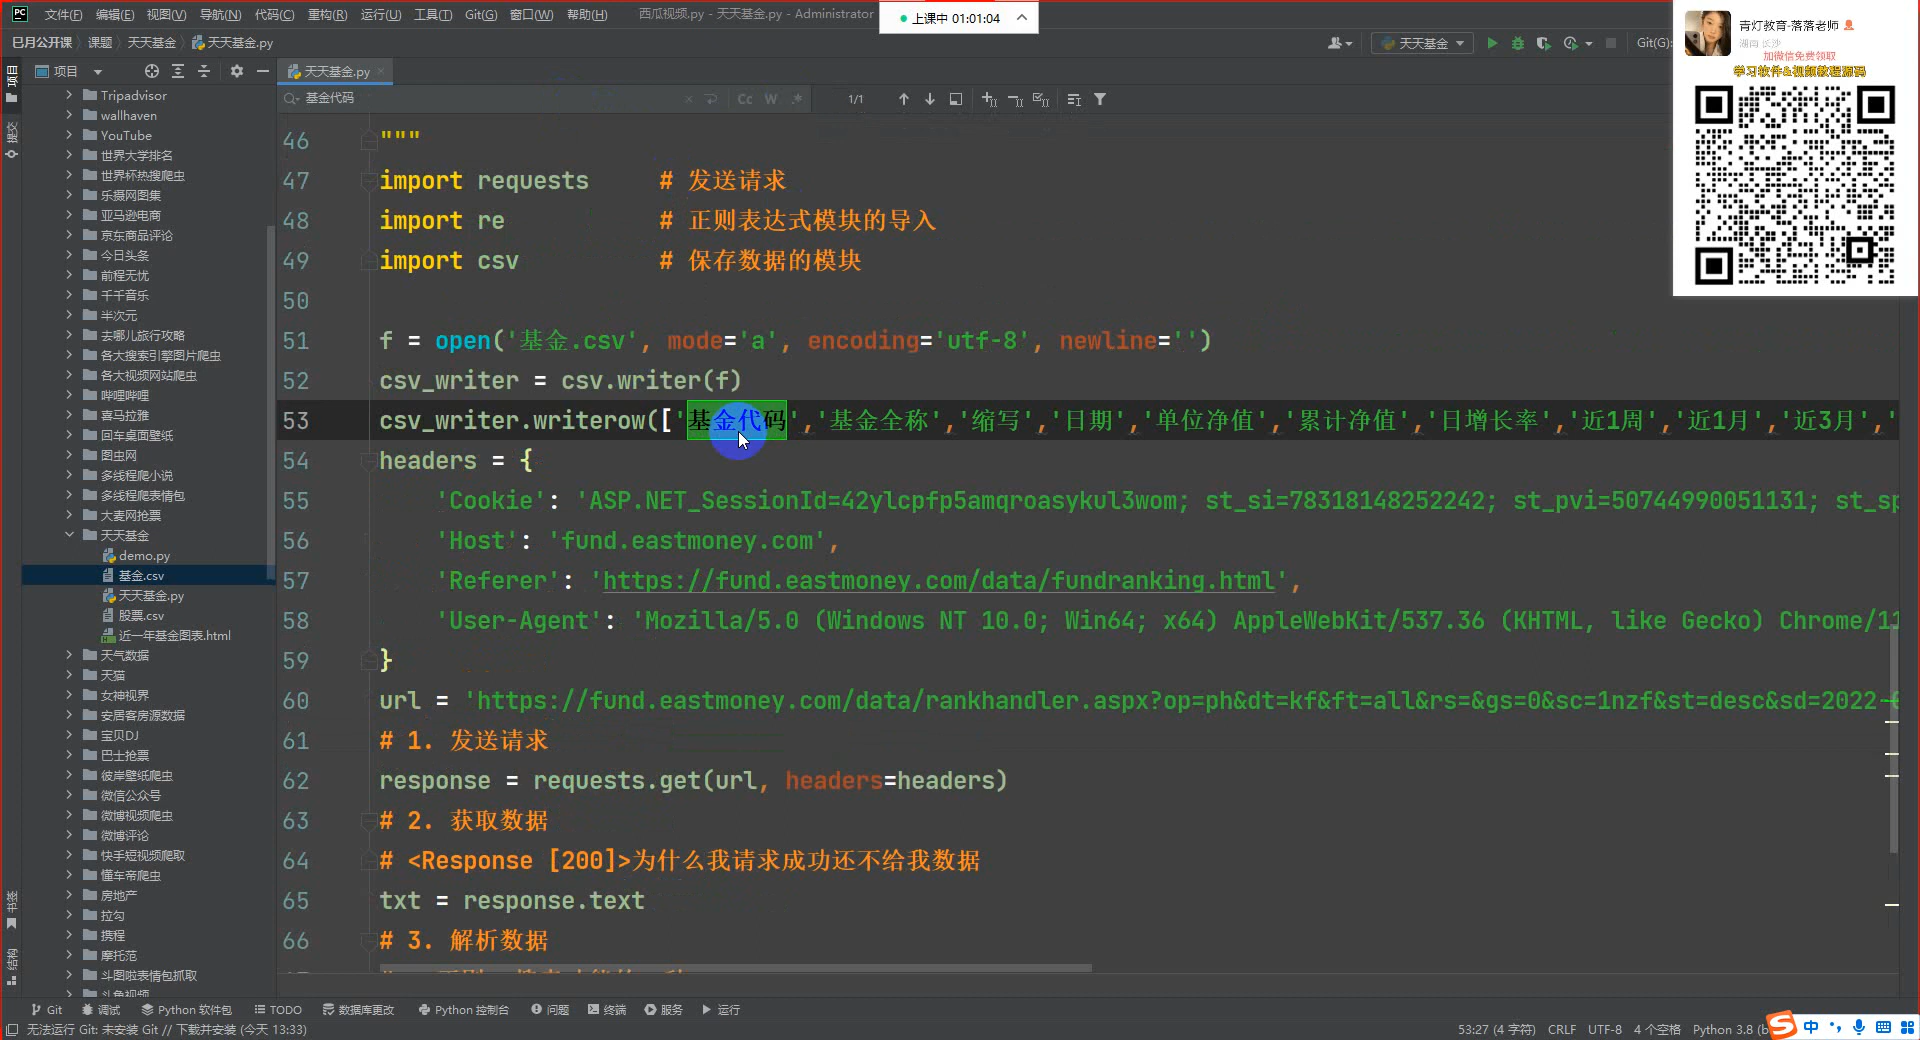 文件(F) 编辑(E) 视图(V) 导航(N) 代码(C) 重构(R) 运行(U) 工具(T) Git(G) 窗口(W) 帮助(H) 西瓜视频.py - 天天基金.py - Administrator
上课中 01:01:04
巳月公开课 课题 天天基金 天天基金.py
天天基金
Git(G):
青灯教育-落落老师
湖南 长沙
加微信免费领取
学习软件&视频教程源码
项目
项目
提交
天天基金.py
基金代码
Cc W .* 1/1
Tripadvisor
wallhaven
YouTube
世界大学排名
世界杯热搜爬虫
乐摄网图集
亚马逊电商
京东商品评论
今日头条
前程无忧
千千音乐
半次元
去哪儿旅行攻略
各大搜索引擎图片爬虫
各大视频网站爬虫
哔哩哔哩
喜马拉雅
回车桌面壁纸
图虫网
多线程爬小说
多线程爬表情包
大麦网抢票
天天基金
demo.py
基金.csv
天天基金.py
股票.csv
近一年基金图表.html
天气数据
天猫
女神视界
安居客房源数据
宝贝DJ
巴士抢票
彼岸壁纸爬虫
微信公众号
微博视频爬虫
微博评论
快手短视频爬取
懂车帝爬虫
房地产
拉勾
携程
摩托范
斗图啦表情包抓取
斗鱼视频
46 """
47 import requests # 发送请求
48 import re # 正则表达式模块的导入
49 import csv # 保存数据的模块
50
51 f = open('基金.csv', mode='a', encoding='utf-8', newline='')
52 csv_writer = csv.writer(f)
53 csv_writer.writerow(['基金代码','基金全称','缩写','日期','单位净值','累计净值','日增长率','近1周','近1月','近3月','
54 headers = {
55 'Cookie': 'ASP.NET_SessionId=42ylcpfp5amqroasykul3wom; st_si=78318148252242; st_pvi=50744990051131; st_sp
56 'Host': 'fund.eastmoney.com',
57 'Referer': 'https://fund.eastmoney.com/data/fundranking.html',
58 'User-Agent': 'Mozilla/5.0 (Windows NT 10.0; Win64; x64) AppleWebKit/537.36 (KHTML, like Gecko) Chrome/11
59 }
60 url = 'https://fund.eastmoney.com/data/rankhandler.aspx?op=ph&dt=kf&ft=all&rs=&gs=0&sc=1nzf&st=desc&sd=2022-
61 # 1. 发送请求
62 response = requests.get(url, headers=headers)
63 # 2. 获取数据
64 # <Response [200]>为什么我请求成功还不给我数据
65 txt = response.text
66 # 3. 解析数据
书签
结构
Git 调试 Python 软件包 TODO 数据库更改 Python 控制台 问题 终端 服务 运行
无法运行 Git: 未安装 Git // 下载并安装 (今天 13:33)
53:27 (4 字符) CRLF UTF-8 4 个空格 Python 3.8 (b
中